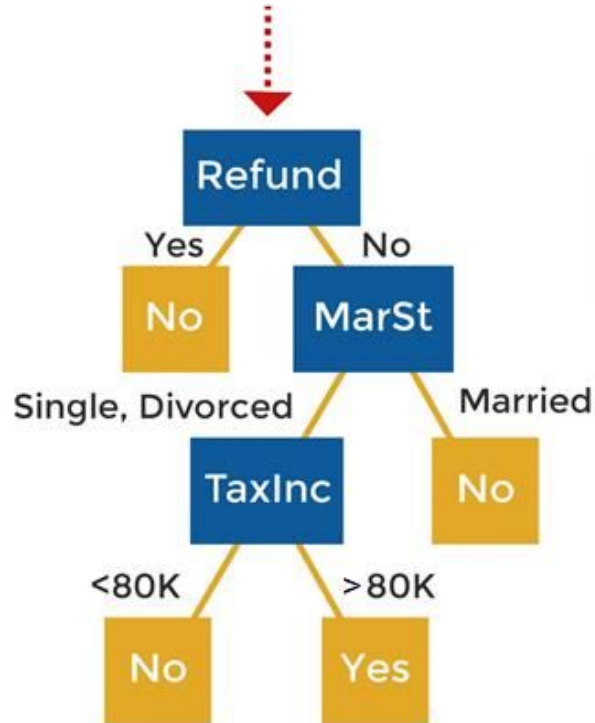 Refund
Yes
No
No
MarSt
Single, Divorced
Married
TaxInc
No
<80K
>80K
No
Yes